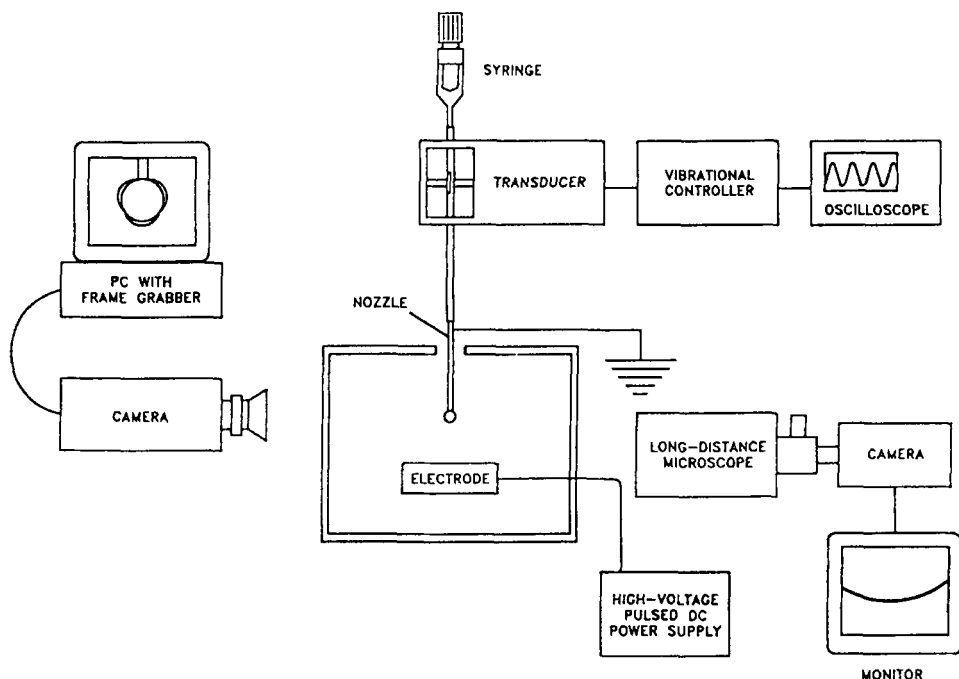 SYRINGE
TRANSDUCER
VIBRATIONAL
CONTROLLER
OSCILLOSCOPE
PC WITH
FRAME GRABBER
NOZZLE
CAMERA
LONG-DISTANCE
MICROSCOPE
CAMERA
ELECTRODE
HIGH-VOLTAGE
PULSED DC
POWER SUPPLY
MONITOR